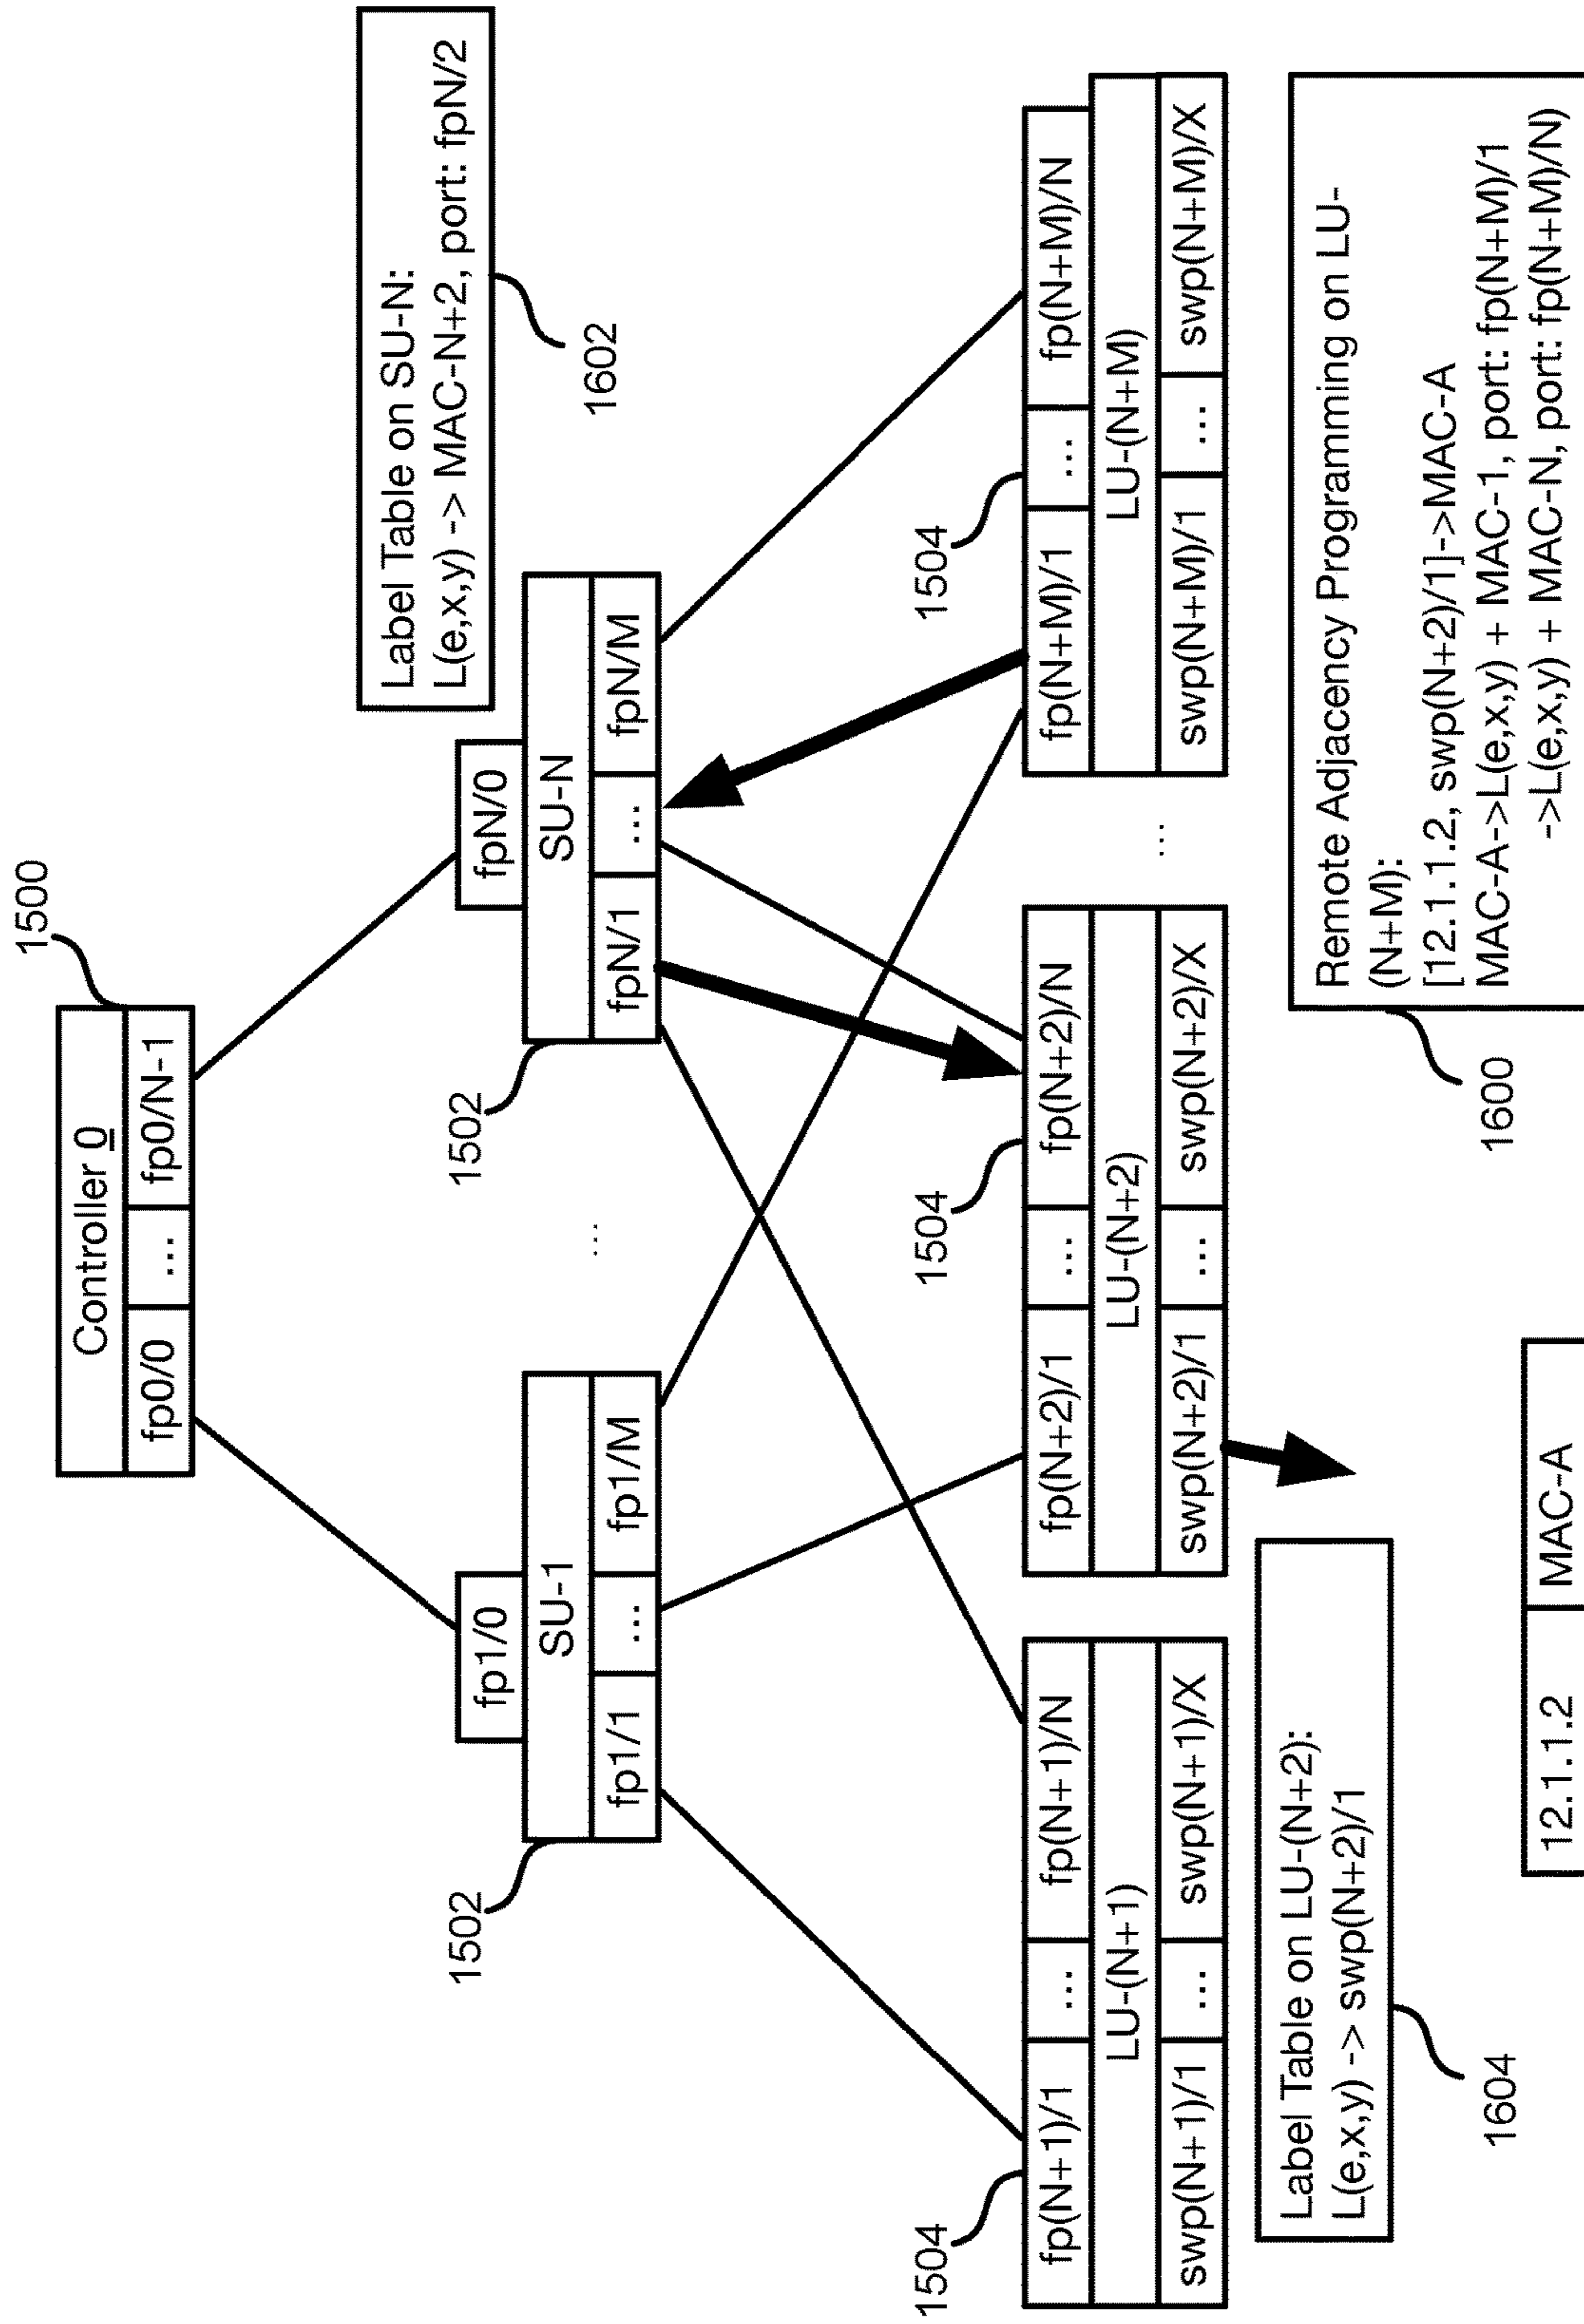 1500
Controller 0
fp0/0
...
fp0/N-1
Label Table on SU-N:
L(e,x,y) -> MAC-N+2, port: fpN/2
1602
fp1/0
SU-1
fp1/1
...
fp1/M
1502
...
fpN/0
SU-N
fpN/1
...
fpN/M
1502
1504
fp(N+1)/1
...
fp(N+1)/N
LU-(N+1)
swp(N+1)/1
...
swp(N+1)/X
1504
fp(N+2)/1
...
fp(N+2)/N
LU-(N+2)
swp(N+2)/1
...
swp(N+2)/X
...
1504
fp(N+M)/1
...
fp(N+M)/N
LU-(N+M)
swp(N+M)/1
...
swp(N+M)/X
Label Table on LU-(N+2):
L(e,x,y) -> swp(N+2)/1
1604
12.1.1.2
MAC-A
1600
Remote Adjacency Programming on LU-
(N+M):
[12.1.1.2, swp(N+2)/1]->MAC-A
MAC-A->L(e,x,y) + MAC-1, port: fp(N+M)/1
->L(e,x,y) + MAC-N, port: fp(N+M)/N)